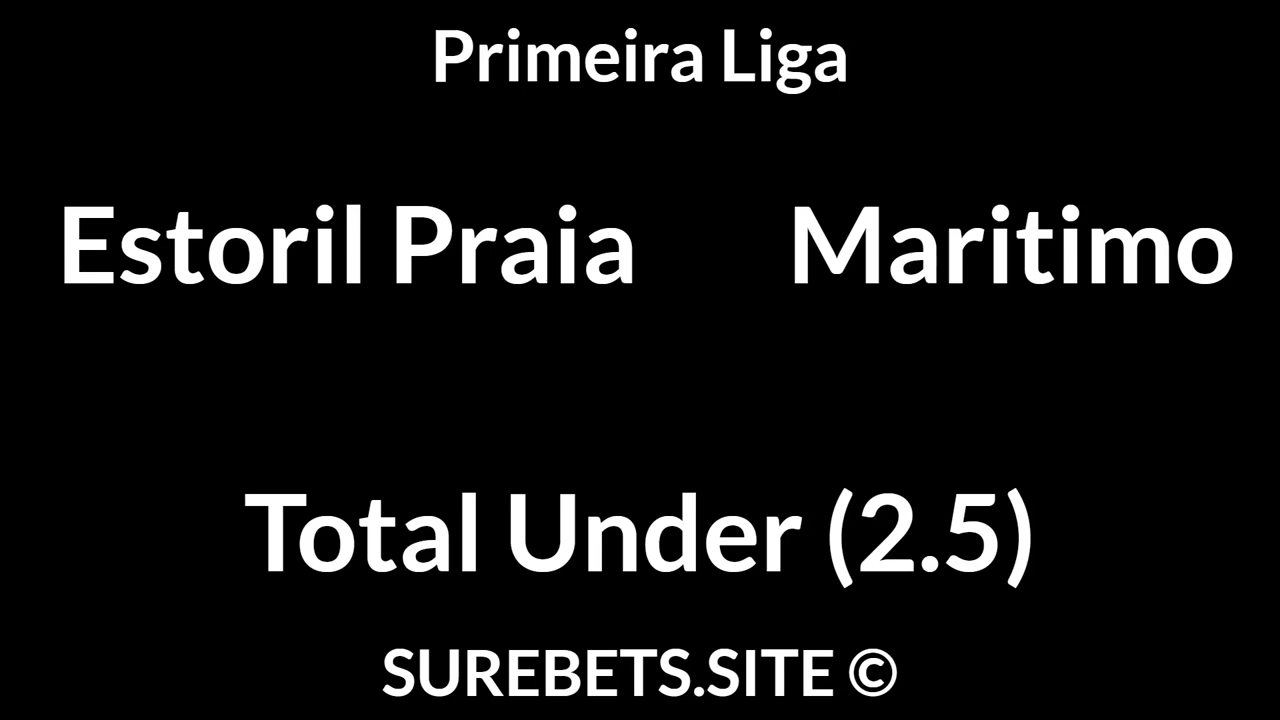 Primeira Liga
Estoril Praia Maritimo
Total Under (2.5)
SUREBETS.SITE ©